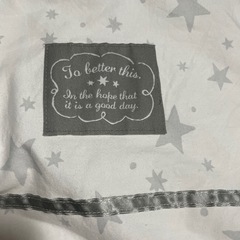 To better this.
In the hope that
it is a good day.